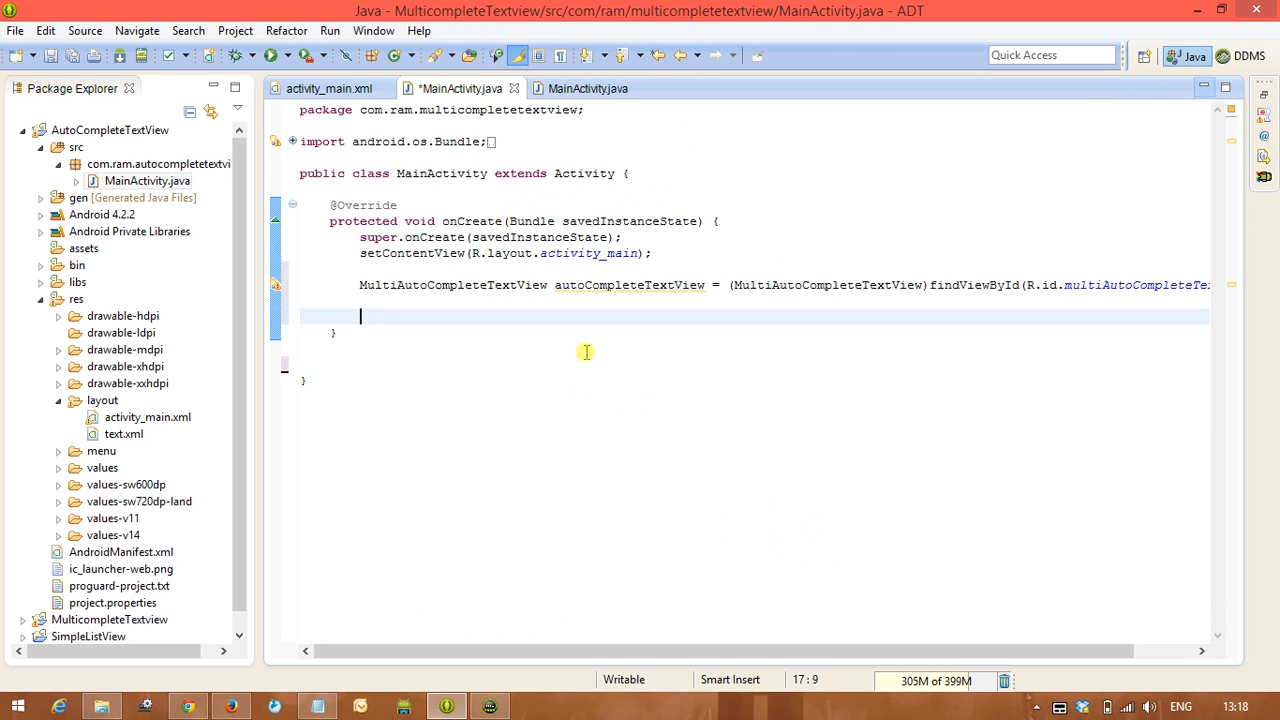 Java - MulticompleteTextview/src/com/ram/multicompletetextview/MainActivity.java - ADT
File Edit Source Refactor Navigate Search Project Refactor Run Window Help
Quick Access
Java
DDMS
Package Explorer
activity_main.xml
*MainActivity.java
MainActivity.java
AutoCompleteTextView
src
com.ram.autocompletetextvi
MainActivity.java
gen [Generated Java Files]
Android 4.2.2
Android Private Libraries
assets
bin
libs
res
drawable-hdpi
drawable-ldpi
drawable-mdpi
drawable-xhdpi
drawable-xxhdpi
layout
activity_main.xml
text.xml
menu
values
values-sw600dp
values-sw720dp-land
values-v11
values-v14
AndroidManifest.xml
ic_launcher-web.png
proguard-project.txt
project.properties
MulticompleteTextview
SimpleListView
package com.ram.multicompletetextview;
import android.os.Bundle;
public class MainActivity extends Activity {
@Override
protected void onCreate(Bundle savedInstanceState) {
super.onCreate(savedInstanceState);
setContentView(R.layout.activity_main);
MultiAutoCompleteTextView autoCompleteTextView = (MultiAutoCompleteTextView)findViewById(R.id.multiAutoCompleteTe
}
}
Writable
Smart Insert
17 : 9
305M of 399M
ENG
13:18